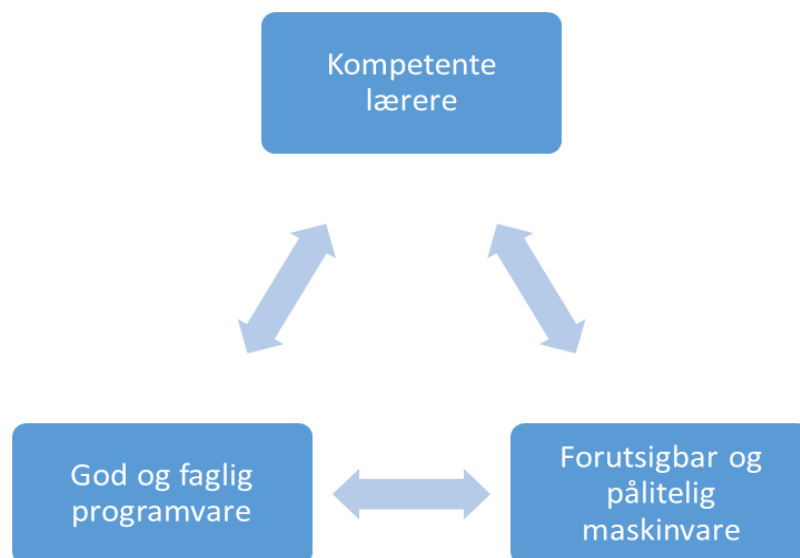 Kompetente
lærere
God og faglig
programvare
Forutsigbar og
pålitelig
maskinvare